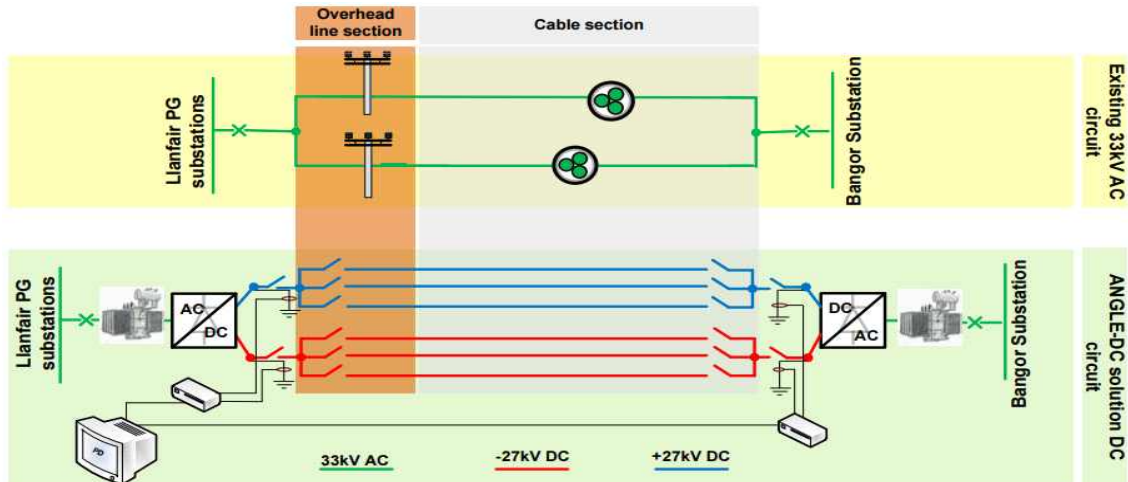 Overhead
line section
Cable section
Llanfair PG
substations
Bangor Substation
Existing 33kV AC
circuit
Llanfair PG
substations
AC
DC
DC
AC
Bangor Substation
ANGLE-DC solution DC
circuit
PD
33kV AC
-27kV DC
+27kV DC